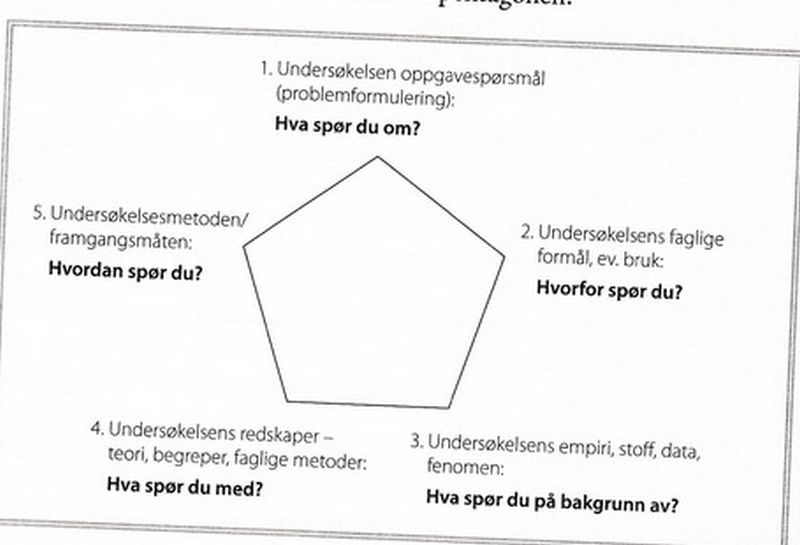 1. Undersøkelsen oppgavespørsmål
(problemformulering):
Hva spør du om?
2. Undersøkelsens faglige
formål, ev. bruk:
Hvorfor spør du?
3. Undersøkelsens empiri, stoff, data,
fenomen:
Hva spør du på bakgrunn av?
4. Undersøkelsens redskaper –
teori, begreper, faglige metoder:
Hva spør du med?
5. Undersøkelsesmetoden/
framgangsmåten:
Hvordan spør du?